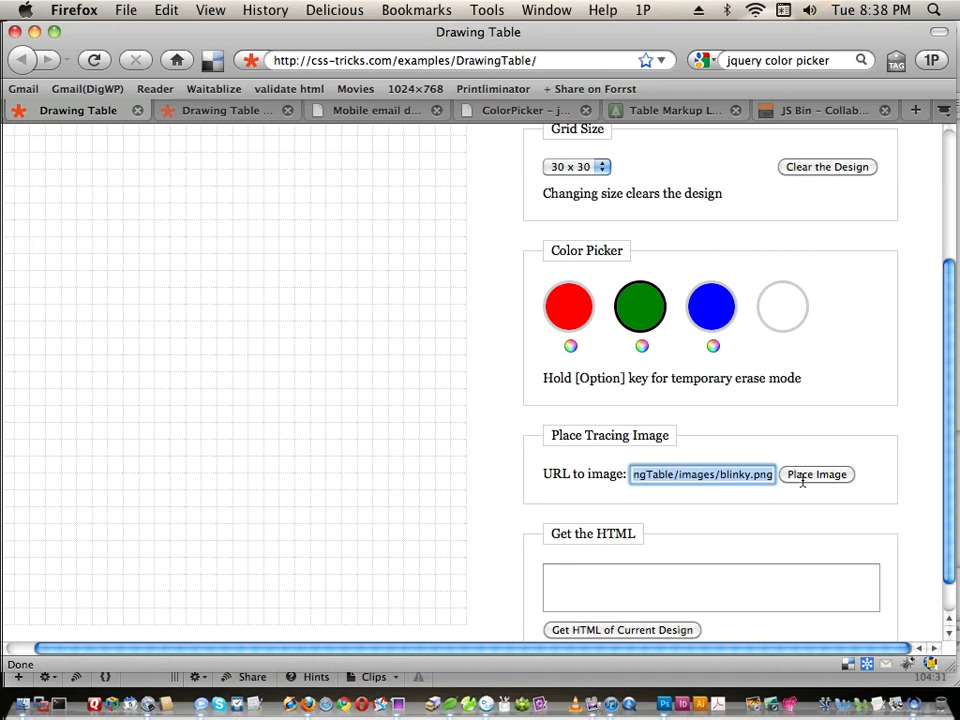 Firefox File Edit View History Delicious Bookmarks Tools Window Help 1P Tue 8:38 PM
Drawing Table
http://css-tricks.com/examples/DrawingTable/ jquery color picker TAG 1P
Gmail Gmail(DigWP) Reader Waitablize validate html Movies 1024×768 Printliminator + Share on Forrst
Drawing Table Drawing Table ... Mobile email d... ColorPicker – j... Table Markup L... JS Bin – Collab...
Grid Size
30 x 30 Clear the Design
Changing size clears the design
Color Picker
Hold [Option] key for temporary erase mode
Place Tracing Image
URL to image: ngTable/images/blinky.png Place Image
Get the HTML
Get HTML of Current Design
Done
Share Hints Clips 104:31